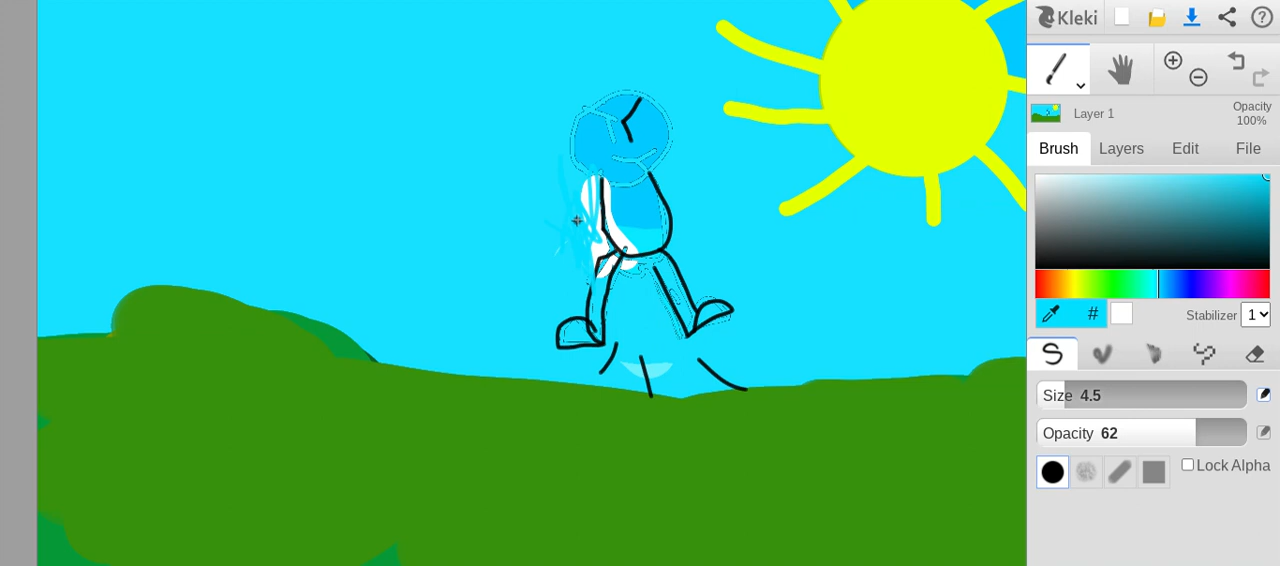 Kleki
Layer 1
Opacity
100%
Brush Layers Edit File
# Stabilizer 1
Size 4.5
Opacity 62
Lock Alpha